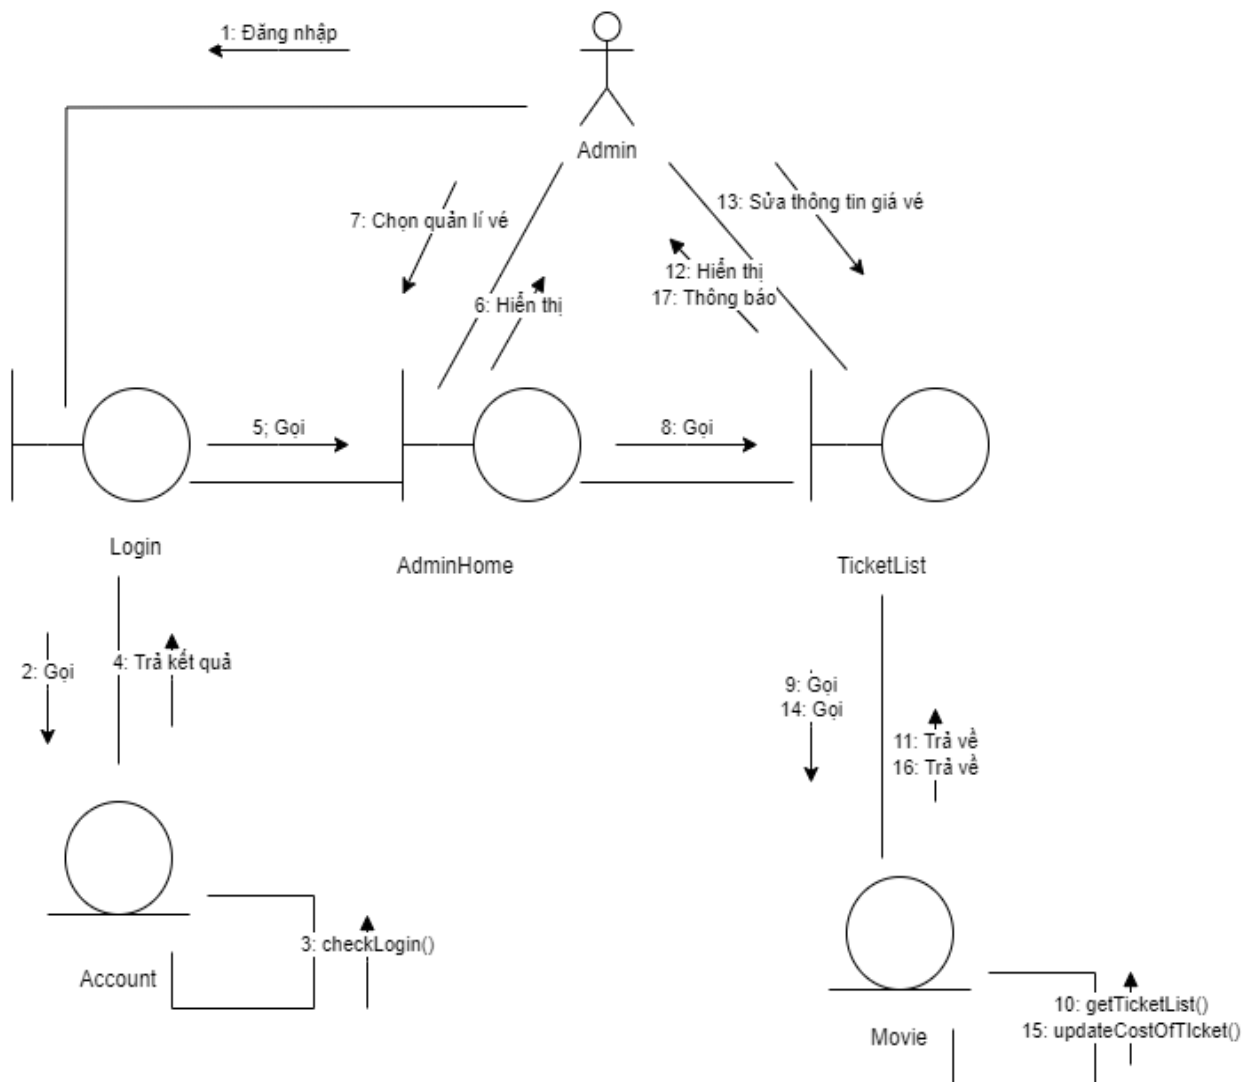 1: Đăng nhập
Admin
7: Chọn quản lí vé
13: Sửa thông tin giá vé
12: Hiển thị
17: Thông báo
6: Hiển thị
5; Gọi
8: Gọi
Login
AdminHome
TicketList
2: Gọi
4: Trả kết quả
9: Gọi
14: Gọi
11: Trả về
16: Trả về
3: checkLogin()
Account
10: getTicketList()
15: updateCostOfTIcket()
Movie